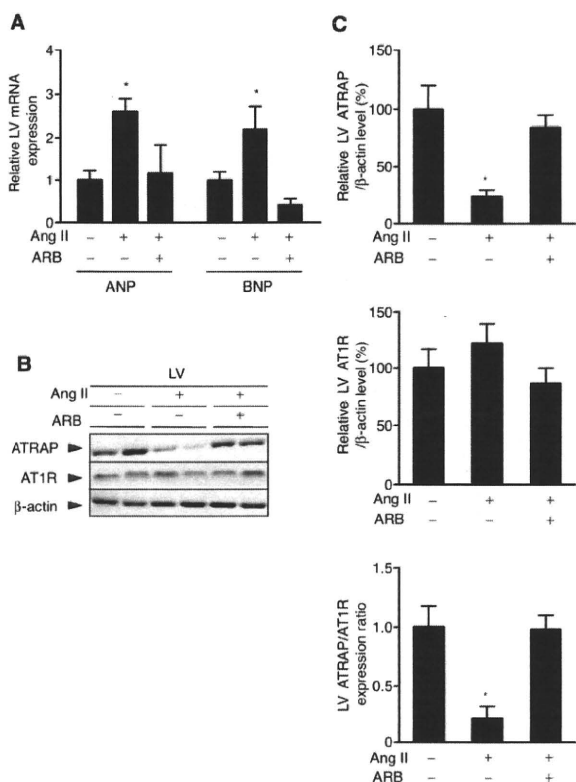 A
Relative LV mRNA
expression
4
3
2
1
0
*
*
Ang II − + + − + +
ARB − − + − − +
ANP BNP
B
LV
Ang II − + +
ARB − − +
ATRAP
AT1R
β-actin
C
Relative LV ATRAP
/β-actin level (%)
150
100
50
0
*
Ang II − + +
ARB − − +
Relative LV AT1R
/β-actin level (%)
150
100
50
0
Ang II − + +
ARB − − +
LV ATRAP/AT1R
expression ratio
1.5
1.0
0.5
0
*
Ang II − + +
ARB − − +